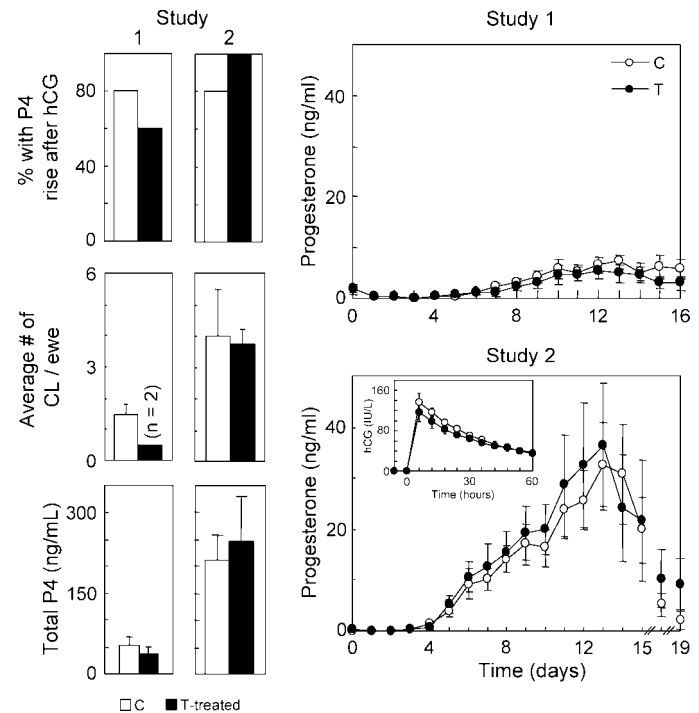 Study
1 2
% with P4
rise after hCG
80
40
0
Average # of
CL / ewe
6
3
0
(n = 2)
Total P4 (ng/mL)
300
150
0
C T-treated
Study 1
Progesterone (ng/ml)
40
20
0
C
T
0 4 8 12 16
Study 2
Progesterone (ng/ml)
40
20
0
hCG (IU/L)
160
80
0
0 30 60
Time (hours)
0 4 8 12 15 16 19
Time (days)